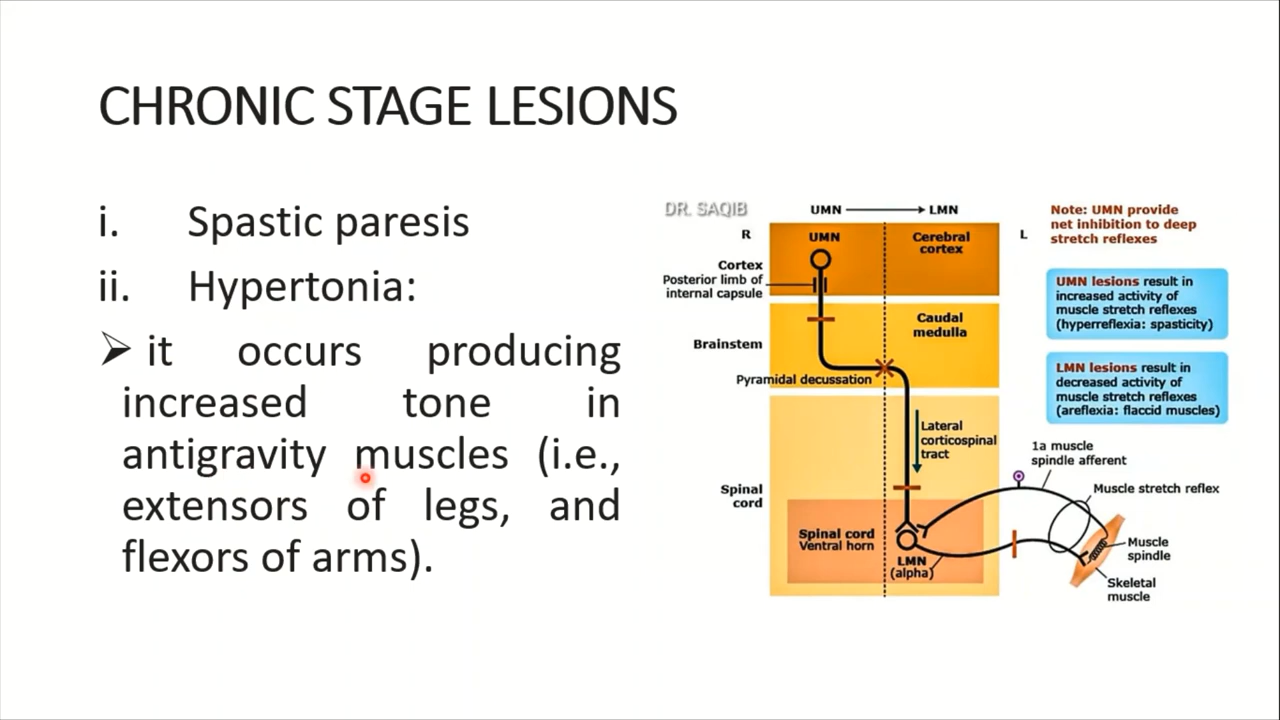 CHRONIC STAGE LESIONS
i. Spastic paresis
ii. Hypertonia:
➢ it occurs producing
increased tone in
antigravity muscles (i.e.,
extensors of legs, and
flexors of arms).
DR. SAQIB
UMN → LMN
R
L
UMN
Cerebral
cortex
Cortex
Posterior limb of
internal capsule
Caudal
medulla
Brainstem
Pyramidal decussation
Lateral
corticospinal
tract
Spinal
cord
Spinal cord
Ventral horn
LMN
(alpha)
Note: UMN provide
net inhibition to deep
stretch reflexes
UMN lesions result in
increased activity of
muscle stretch reflexes
(hyperreflexia: spasticity)
LMN lesions result in
decreased activity of
muscle stretch reflexes
(areflexia: flaccid muscles)
1a muscle
spindle afferent
Muscle stretch reflex
Muscle
spindle
Skeletal
muscle